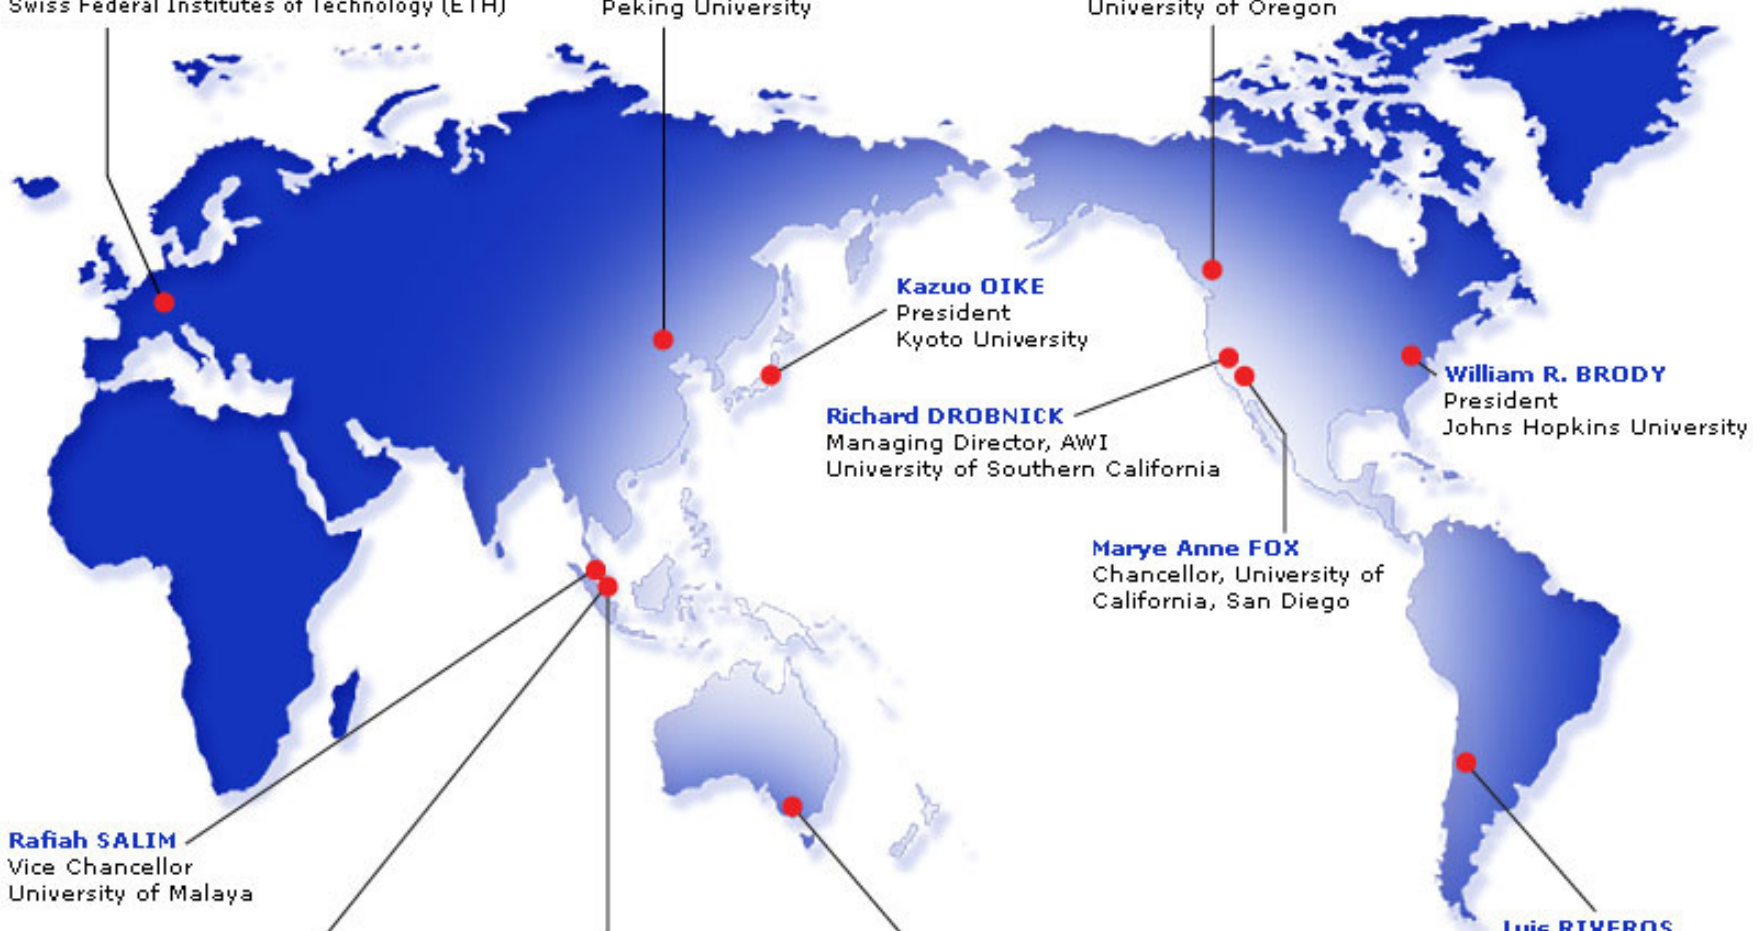 Swiss Federal Institutes of Technology (ETH)
Peking University
University of Oregon
Kazuo OIKE
President
Kyoto University
William R. BRODY
President
Johns Hopkins University
Richard DROBNICK
Managing Director, AWI
University of Southern California
Marye Anne FOX
Chancellor, University of
California, San Diego
Rafiah SALIM
Vice Chancellor
University of Malaya
Luis RIVEROS